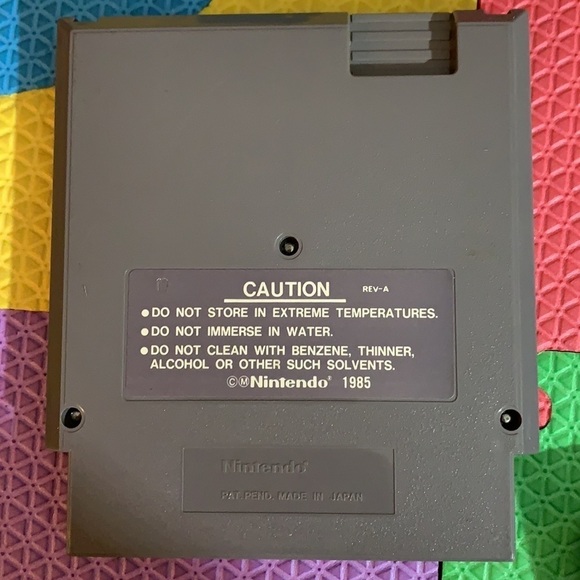 CAUTION REV-A
●DO NOT STORE IN EXTREME TEMPERATURES.
●DO NOT IMMERSE IN WATER.
●DO NOT CLEAN WITH BENZENE, THINNER,
ALCOHOL OR OTHER SUCH SOLVENTS.
©ⓂNintendo® 1985
Nintendo®
PAT. PEND. MADE IN JAPAN